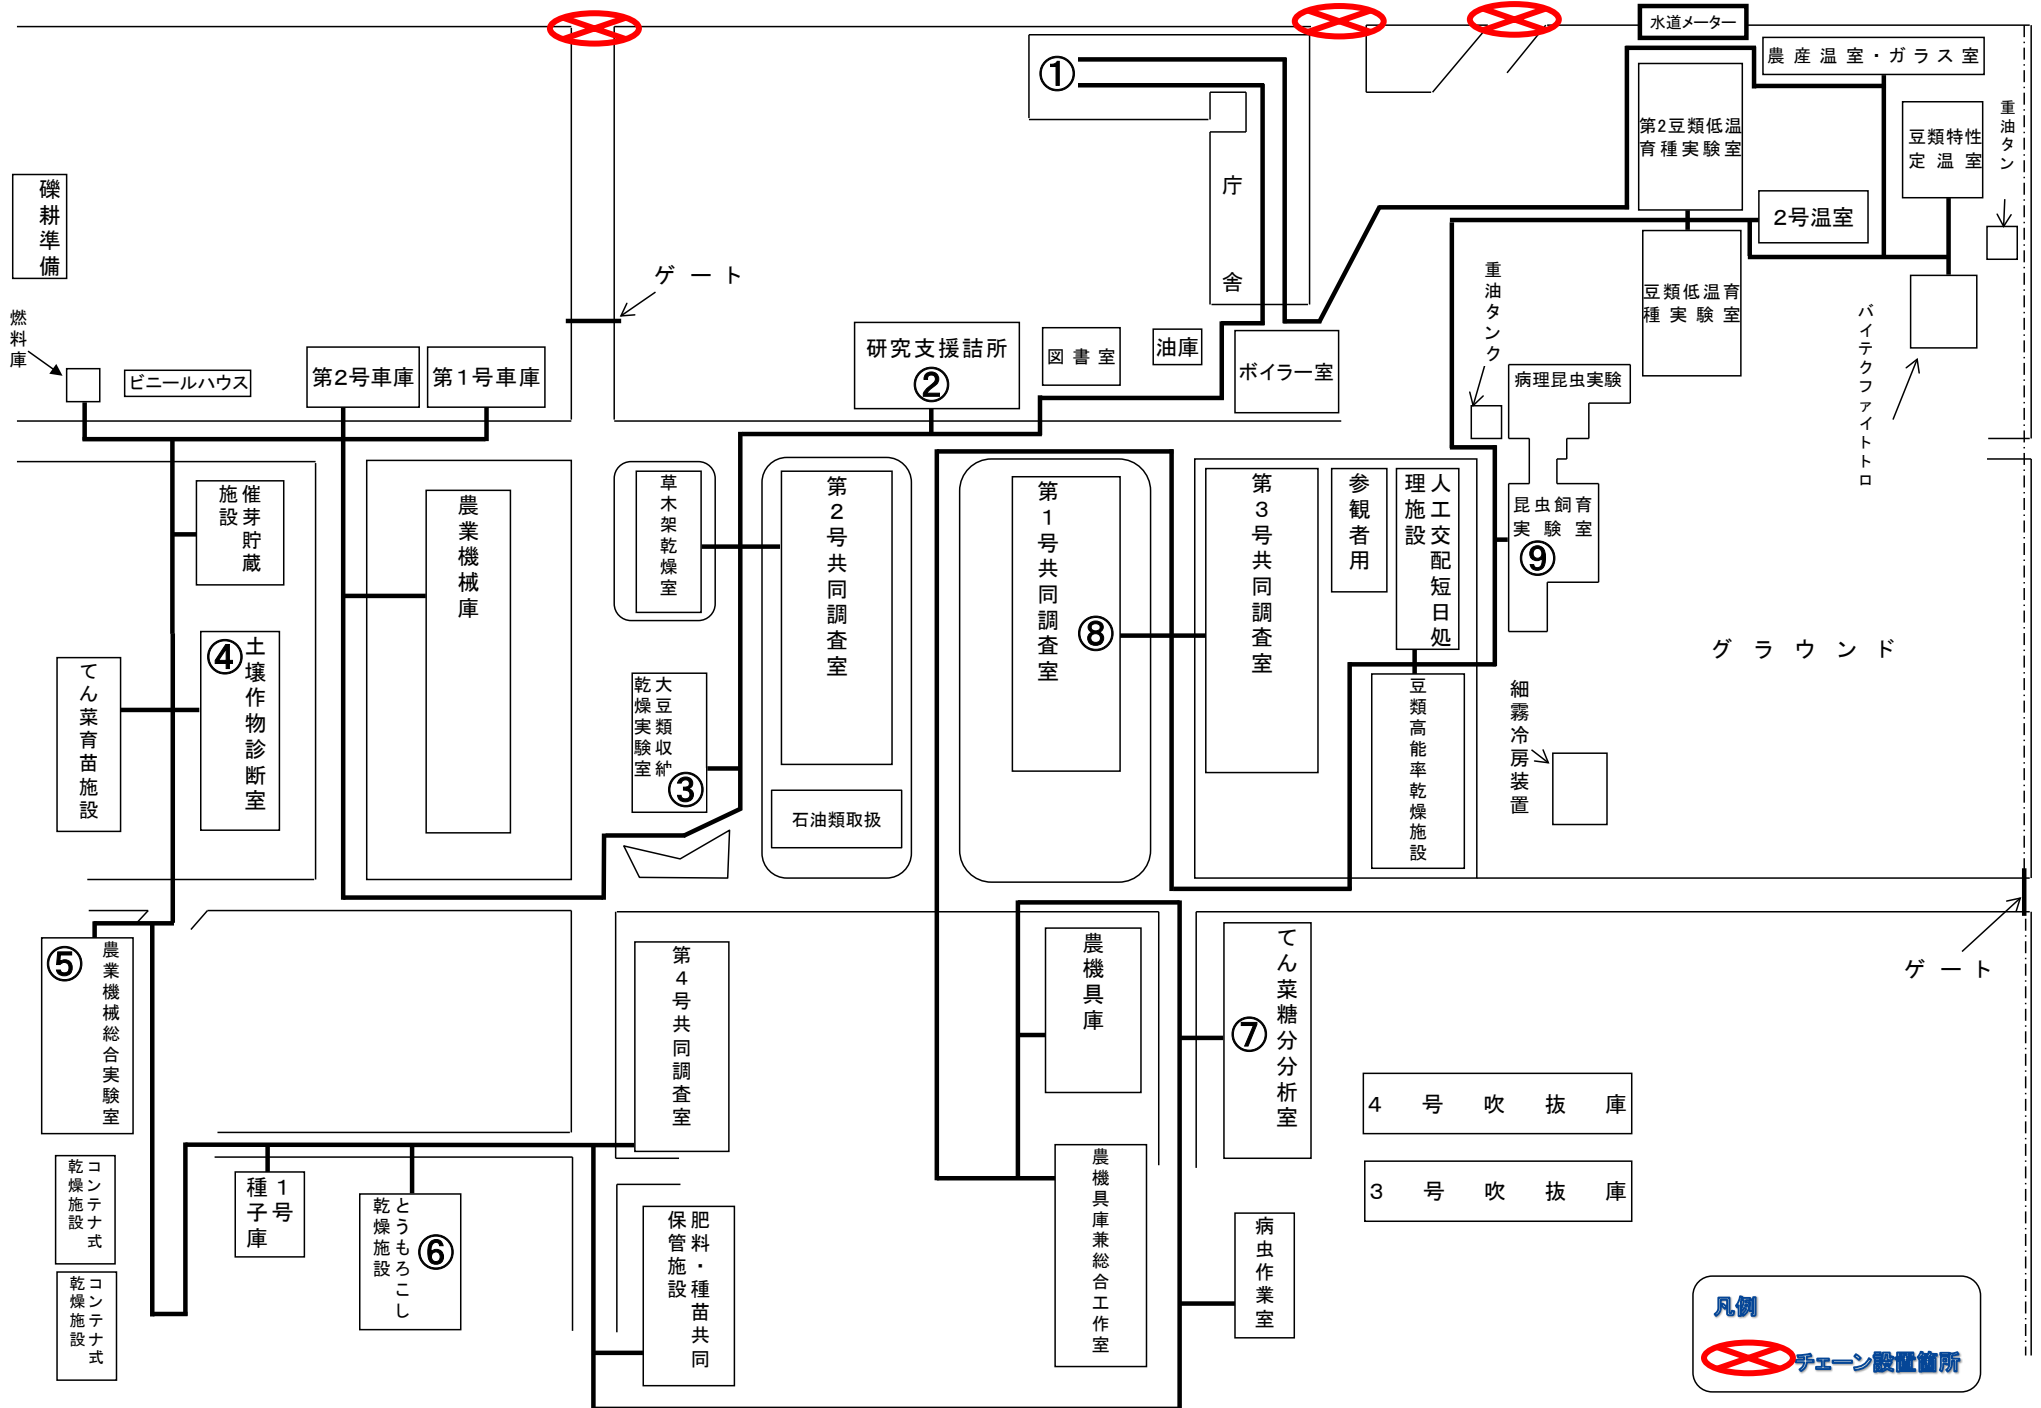 水道メーター
農産温室・ガラス室
①
第2豆類低温
育種実験室
豆類特性
定温室
重油タン
庁舎
2号温室
礫耕準備
ゲート
重油タンク
豆類低温育
種実験室
バイテクファイトトロ
燃料庫
ビニールハウス
第2号車庫
第1号車庫
研究支援詰所
②
図書室
油庫
ボイラー室
病理昆虫実験
催芽貯蔵
施設
農業機械庫
草木架乾燥室
第2号共同調査室
第1号共同調査室
⑧
第3号共同調査室
参観者用
人工交配短日処
理施設
昆虫飼育
実験室
⑨
グラウンド
てん菜育苗施設
④
土壌作物診断室
大豆類収納
乾燥実験室
③
石油類取扱
豆類高能率乾燥施設
細霧冷房装置
ゲート
⑤
農業機械総合実験室
第4号共同調査室
農機具庫
てん菜糖分分析室
⑦
4号吹抜庫
3号吹抜庫
コンテナ式
乾燥施設
コンテナ式
乾燥施設
1号
種子庫
とうもろこし
乾燥施設
⑥
肥料・種苗共同
保管施設
農機具庫兼総合工作室
病虫作業室
凡例
チェーン設置箇所